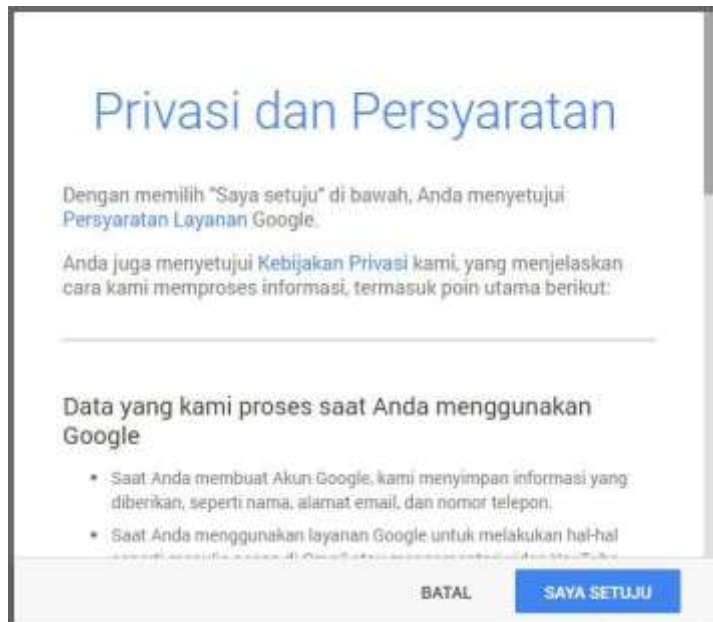 Privasi dan Persyaratan
Dengan memilih "Saya setuju" di bawah, Anda menyetujui
Persyaratan Layanan Google.
Anda juga menyetujui Kebijakan Privasi kami, yang menjelaskan
cara kami memproses informasi, termasuk poin utama berikut:
Data yang kami proses saat Anda menggunakan
Google
• Saat Anda membuat Akun Google, kami menyimpan informasi yang
diberikan, seperti nama, alamat email, dan nomor telepon.
• Saat Anda menggunakan layanan Google untuk melakukan hal-hal
BATAL SAYA SETUJU